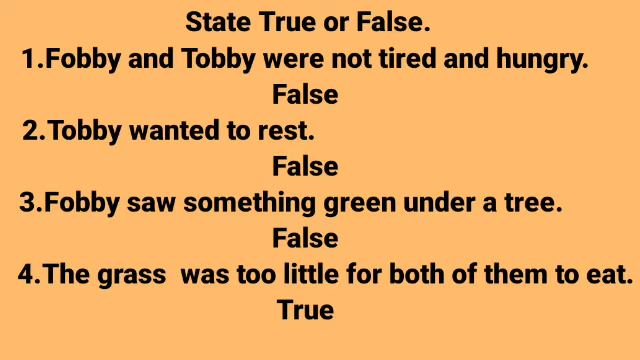 State True or False.
1.Fobby and Tobby were not tired and hungry.
False
2.Tobby wanted to rest.
False
3.Fobby saw something green under a tree.
False
4.The grass  was too little for both of them to eat.
True